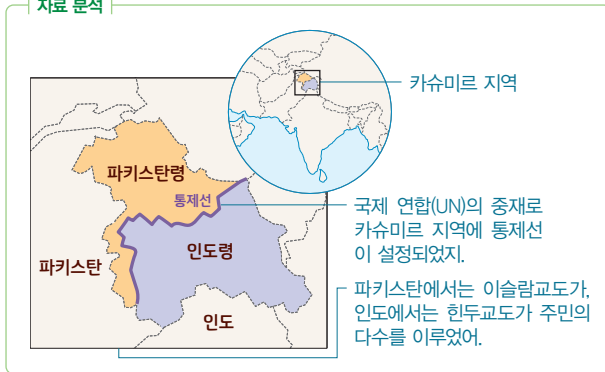 자료 분석
카슈미르 지역
파키스탄령
통제선
국제 연합(UN)의 중재로
카슈미르 지역에 통제선
이 설정되었지.
인도령
파키스탄
파키스탄에서는 이슬람교도가,
인도에서는 힌두교도가 주민의
다수를 이루었어.
인도